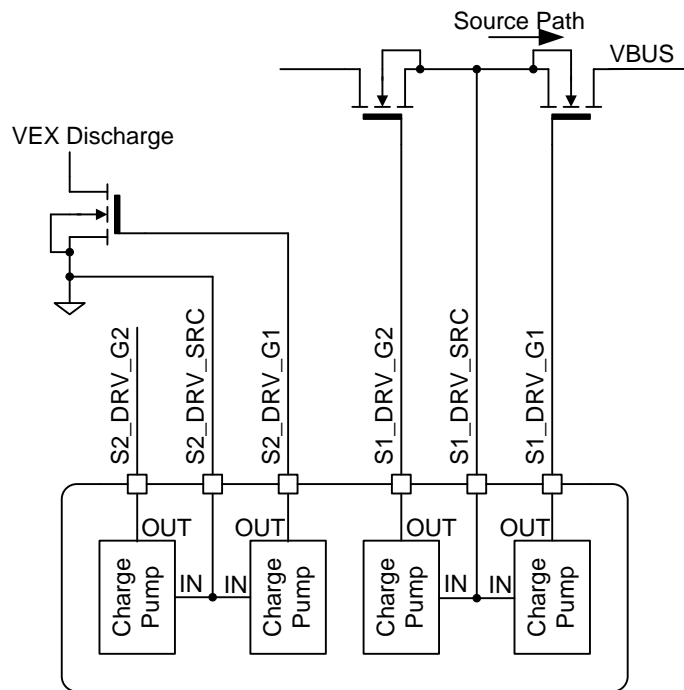 Source Path
VBUS
VEX Discharge
S2_DRV_G2
S2_DRV_SRC
S2_DRV_G1
S1_DRV_G2
S1_DRV_SRC
S1_DRV_G1
OUT
OUT
OUT
OUT
Charge
Pump
IN
IN
Charge
Pump
Charge
Pump
IN
IN
Charge
Pump